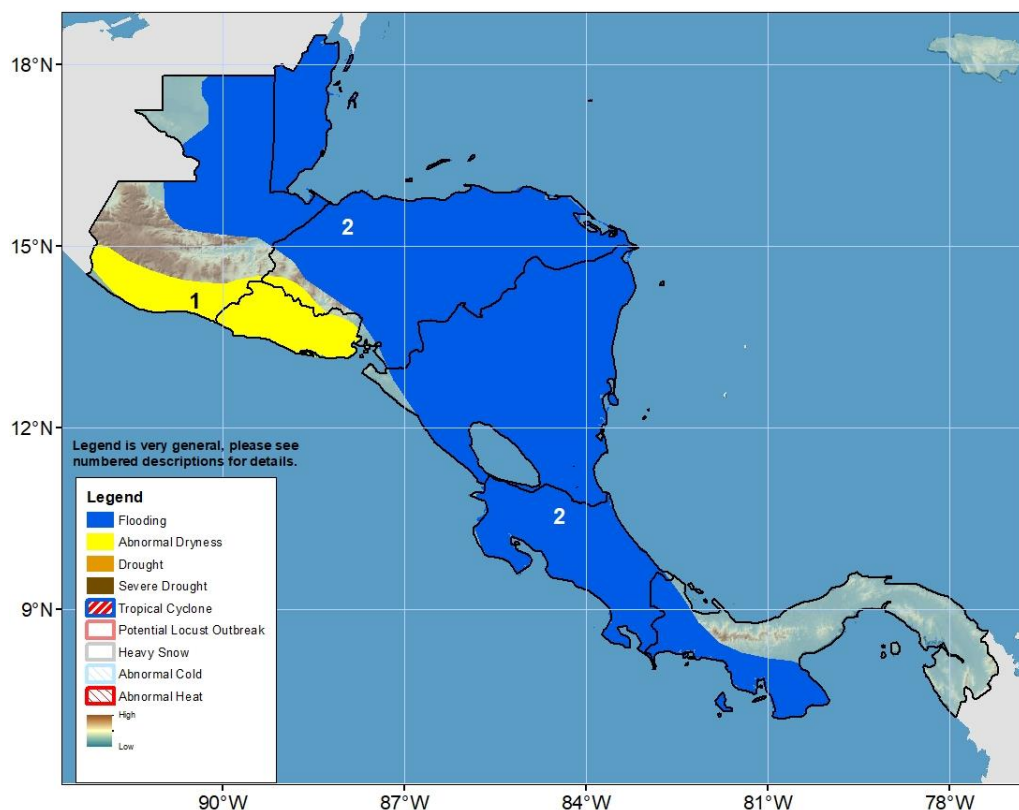 18°N
15°N
12°N
9°N
2
1
2
Legend is very general, please see
numbered descriptions for details.
Legend
Flooding
Abnormal Dryness
Drought
Severe Drought
Tropical Cyclone
Potential Locust Outbreak
Heavy Snow
Abnormal Cold
Abnormal Heat
High
Low
90°W 87°W 84°W 81°W 78°W